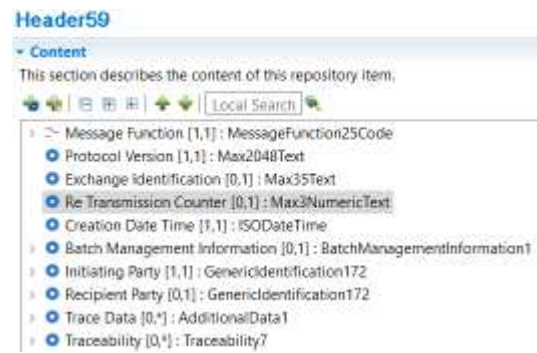 Header59
Content
This section describes the content of this repository item.
Local Search
Message Function [1,1] : MessageFunction25Code
Protocol Version [1,1] : Max2048Text
Exchange Identification [0,1] : Max35Text
Re Transmission Counter [0,1] : Max3NumericText
Creation Date Time [1,1] : ISODateTime
Batch Management Information [0,1] : BatchManagementInformation1
Initiating Party [1,1] : GenericIdentification172
Recipient Party [0,1] : GenericIdentification172
Trace Data [0,*] : AdditionalData1
Traceability [0,*] : Traceability7